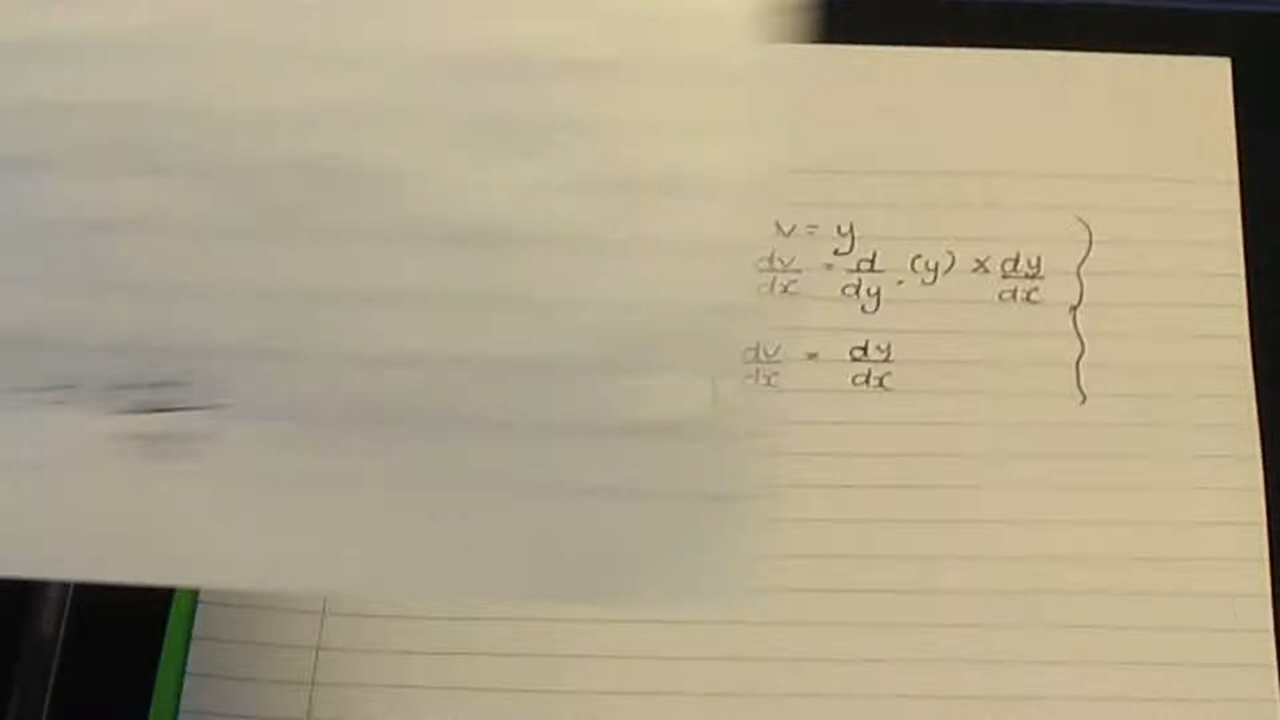 v = y
dv/dx = d/dy . (y) × dy/dx
dv/dx = dy/dx